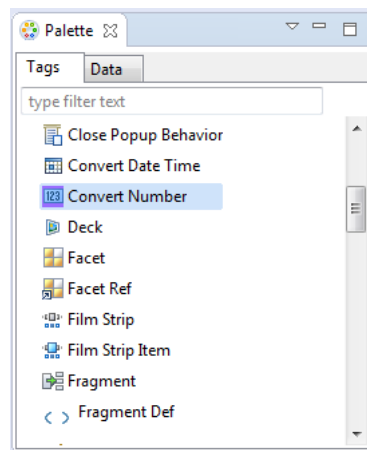 Palette
Tags Data
type filter text
Close Popup Behavior
Convert Date Time
123 Convert Number
Deck
Facet
Facet Ref
Film Strip
Film Strip Item
Fragment
Fragment Def